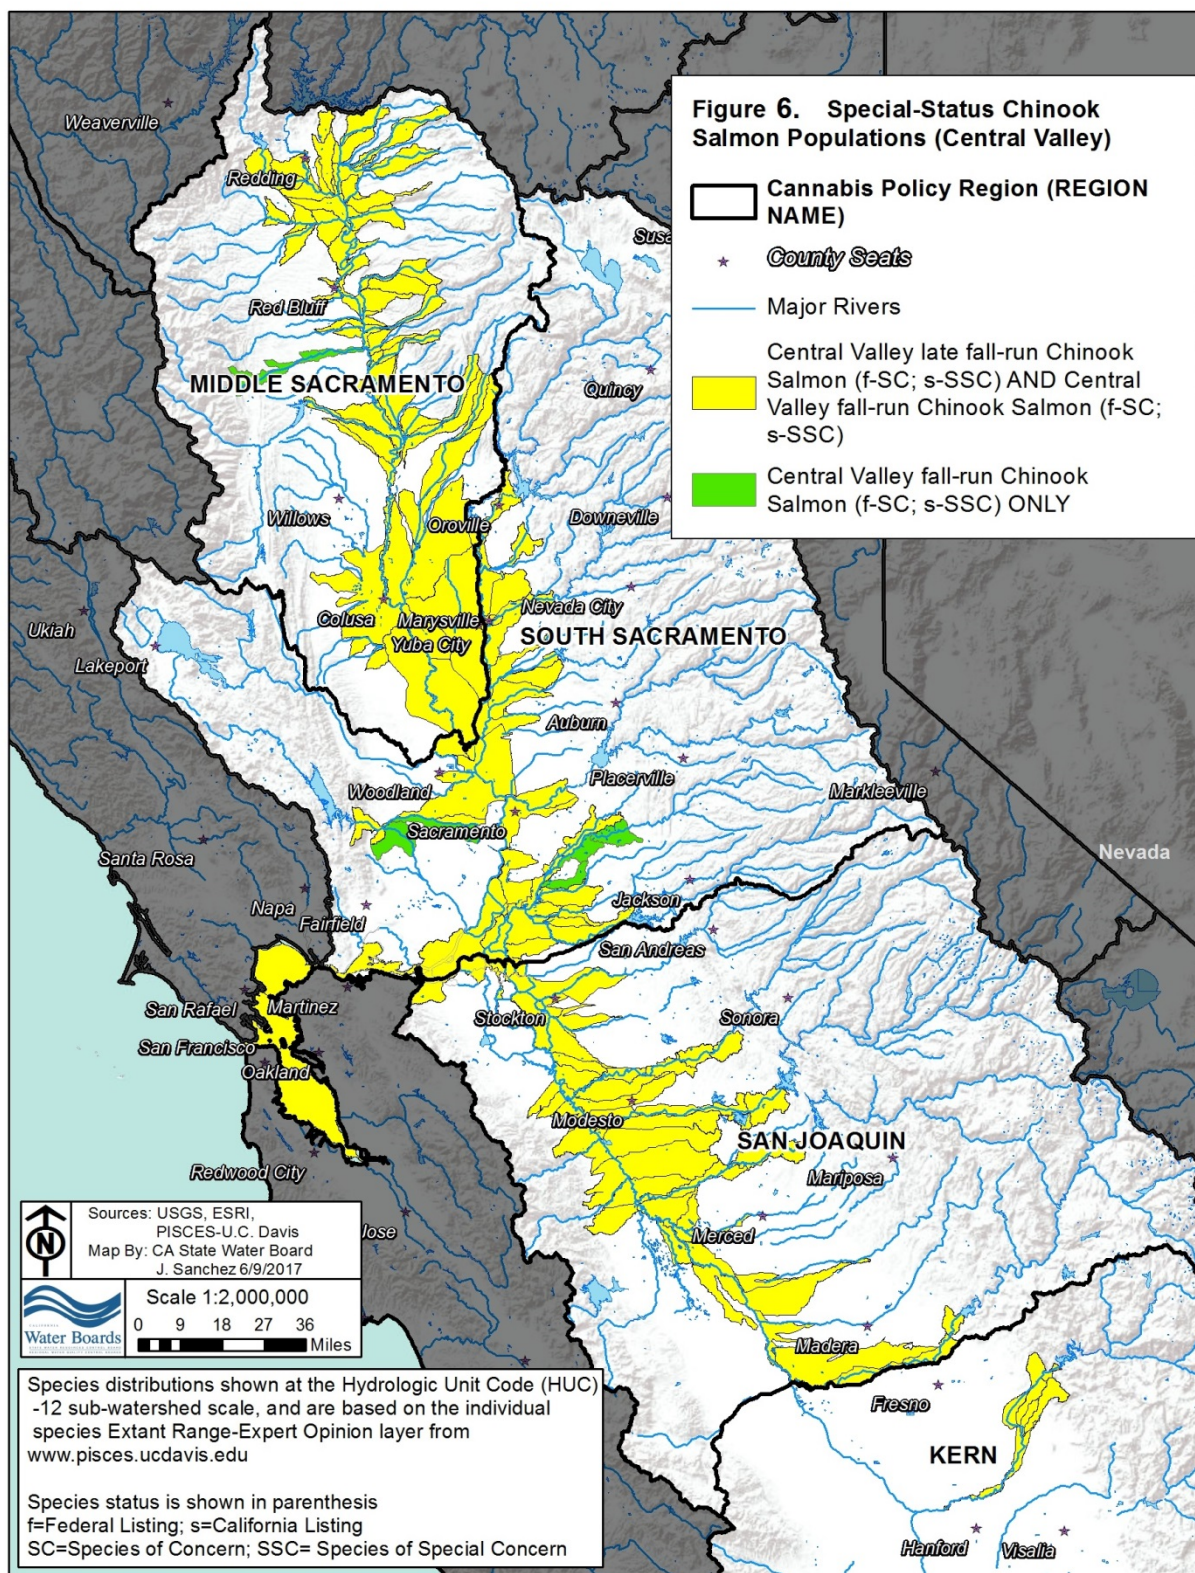 Figure 6. Special-Status Chinook
Salmon Populations (Central Valley)
Cannabis Policy Region (REGION
NAME)
County Seats
Major Rivers
Central Valley late fall-run Chinook
Salmon (f-SC; s-SSC) AND Central
Valley fall-run Chinook Salmon (f-SC;
s-SSC)
Central Valley fall-run Chinook
Salmon (f-SC; s-SSC) ONLY
Weaverville
Redding
Susa
Red Bluff
MIDDLE SACRAMENTO
Quincy
Willows
Oroville
Downeville
Colusa
Marysville
Nevada City
Yuba City
SOUTH SACRAMENTO
Ukiah
Lakeport
Auburn
Placerville
Woodland
Markleeville
Sacramento
Santa Rosa
Nevada
Napa
Jackson
Fairfield
San Andreas
San Rafael
Martinez
Stockton
Sonora
San Francisco
Oakland
Modesto
SAN JOAQUIN
Redwood City
Mariposa
Jose
Merced
Madera
Fresno
KERN
Hanford
Visalia
N
Sources: USGS, ESRI,
PISCES-U.C. Davis
Map By: CA State Water Board
J. Sanchez 6/9/2017
CALIFORNIA
Water Boards
Scale 1:2,000,000
0 9 18 27 36
Miles
Species distributions shown at the Hydrologic Unit Code (HUC)
-12 sub-watershed scale, and are based on the individual
species Extant Range-Expert Opinion layer from
www.pisces.ucdavis.edu
Species status is shown in parenthesis
f=Federal Listing; s=California Listing
SC=Species of Concern; SSC= Species of Special Concern